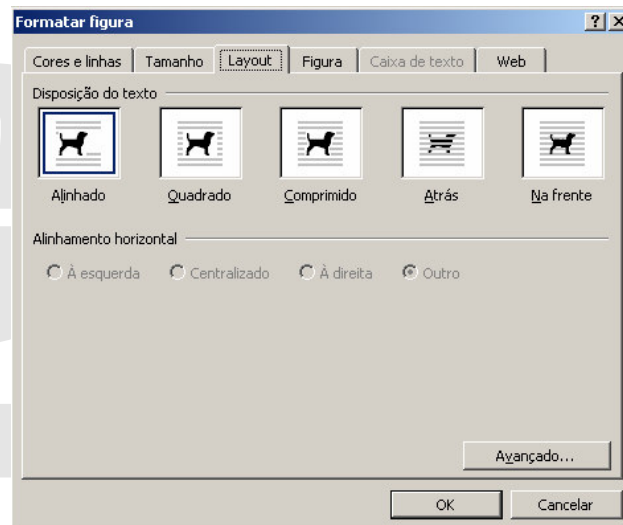 Formatar figura
Cores e linhas Tamanho Layout Figura Caixa de texto Web
Disposição do texto
Alinhado Quadrado Comprimido Atrás Na frente
Alinhamento horizontal
À esquerda Centralizado À direita Outro
Avançado...
OK Cancelar